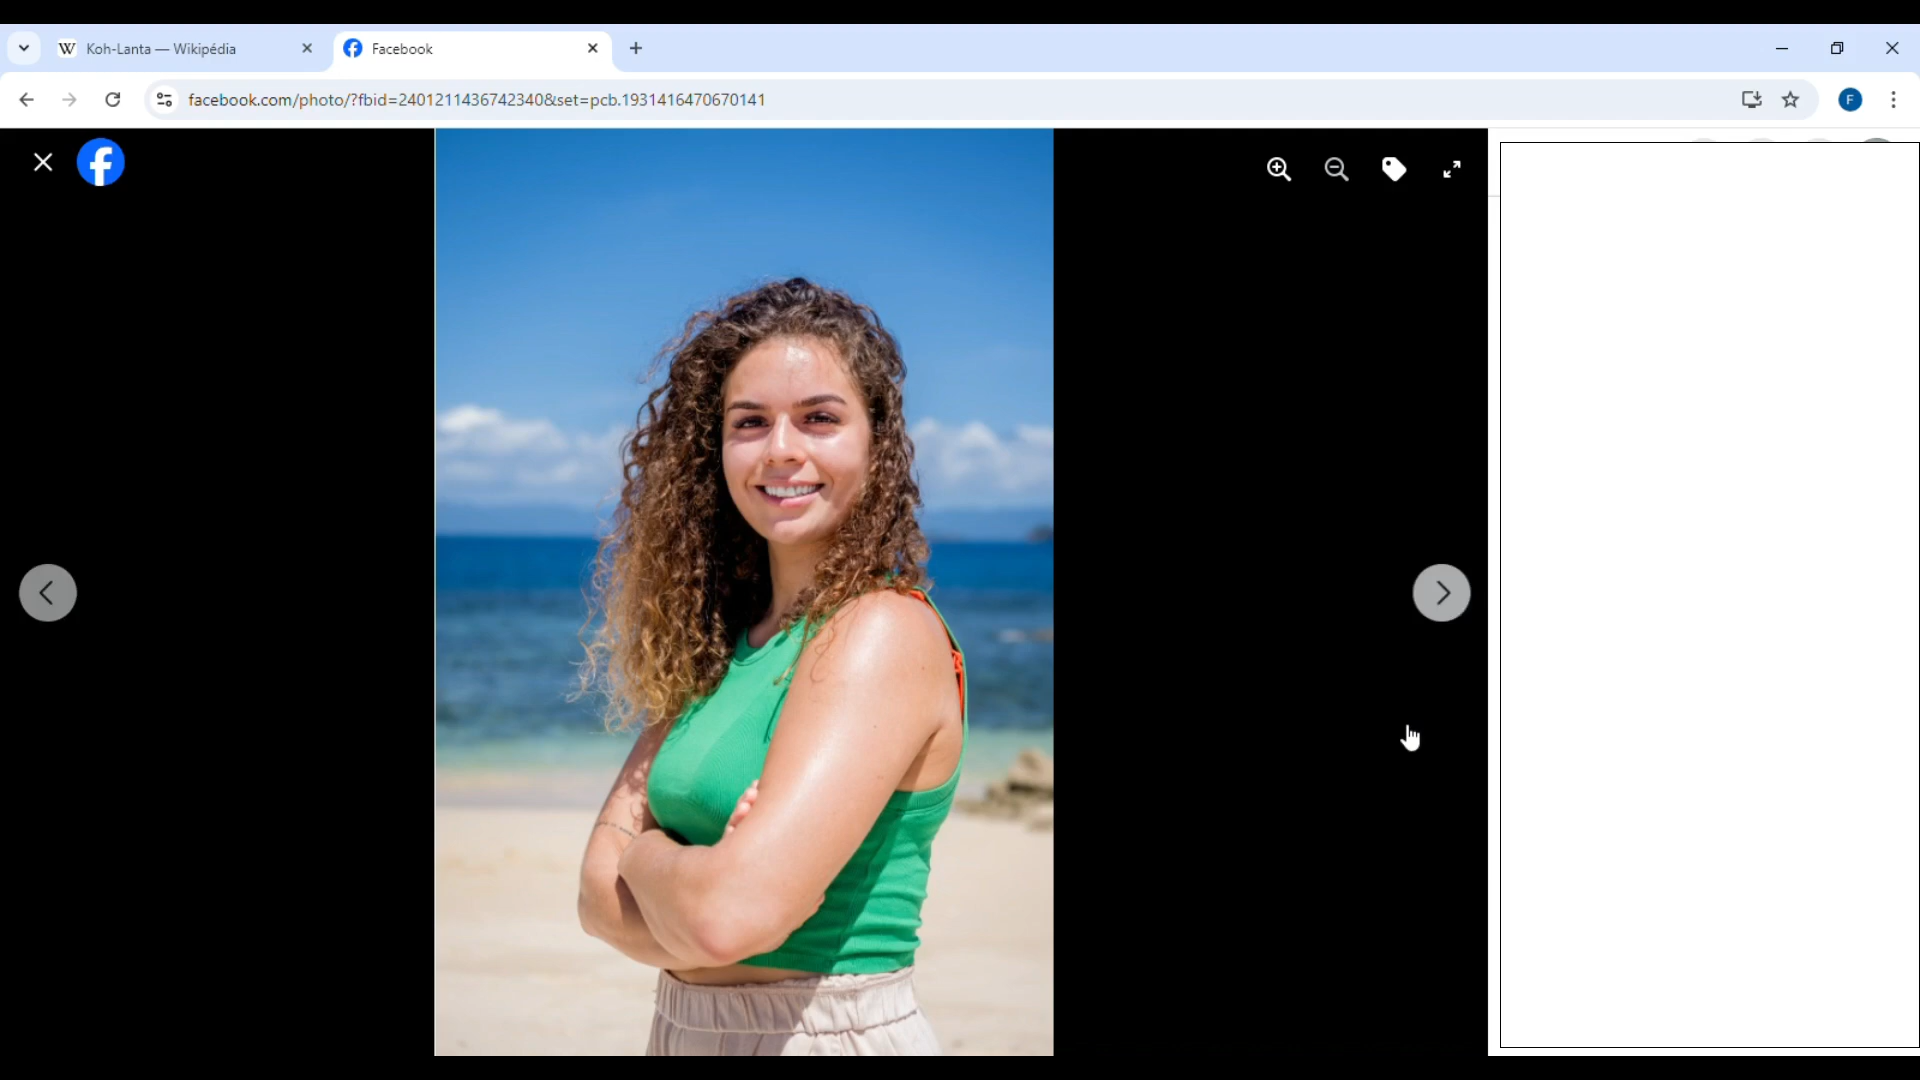 Koh-Lanta — Wikipédia
Facebook
facebook.com/photo/?fbid=2401211436742340&set=pcb.1931416470670141
F